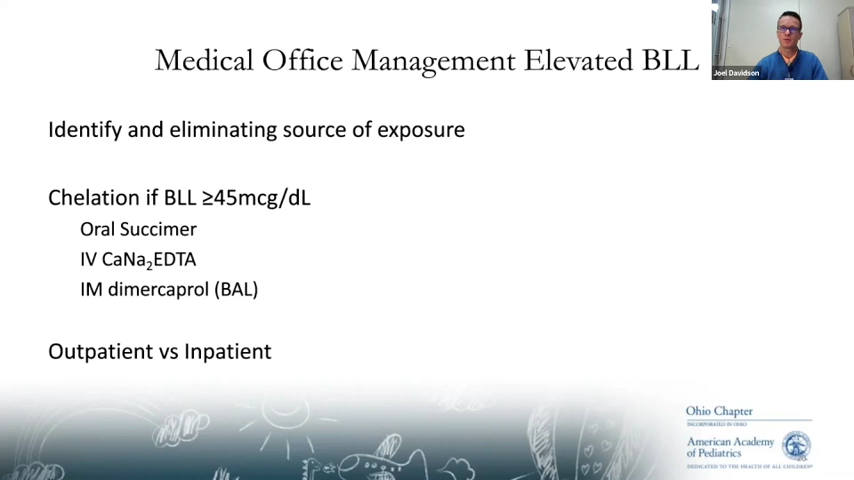 Medical Office Management Elevated BLL
Joel Davidson
Identify and eliminating source of exposure
Chelation if BLL ≥45mcg/dL
Oral Succimer
IV CaNa₂EDTA
IM dimercaprol (BAL)
Outpatient vs Inpatient
Ohio Chapter
INCORPORATED IN OHIO
American Academy
of Pediatrics
DEDICATED TO THE HEALTH OF ALL CHILDREN®